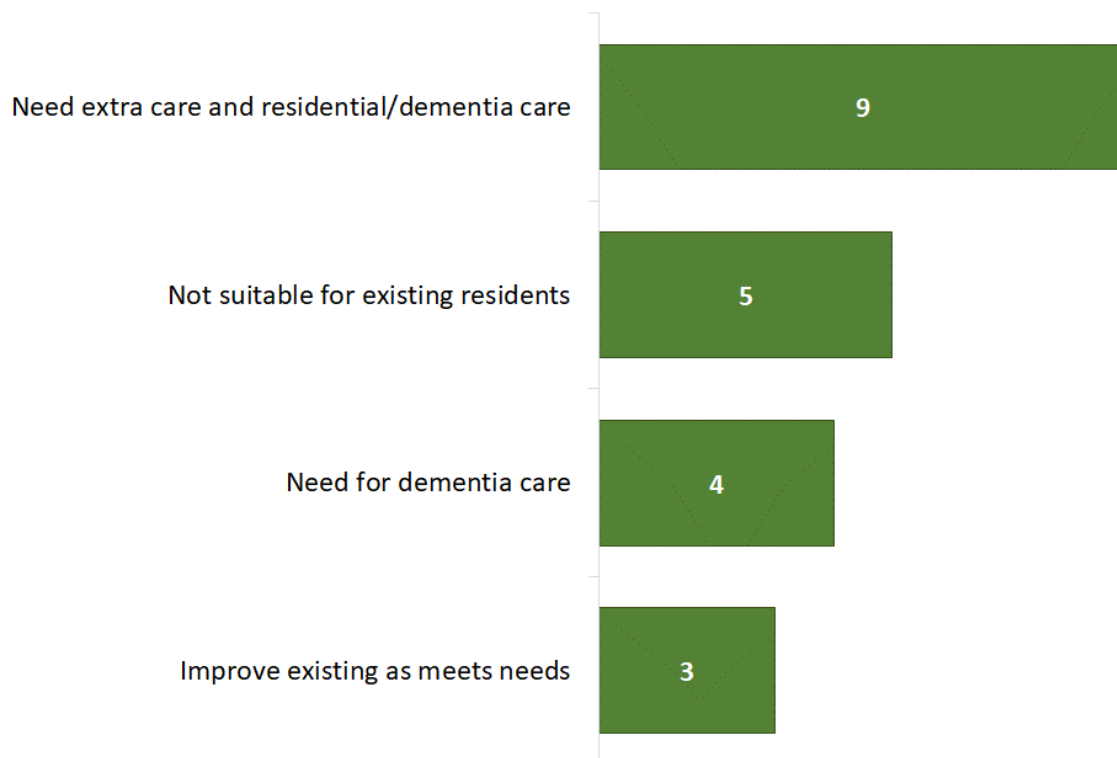 Need extra care and residential/dementia care
9
Not suitable for existing residents
5
Need for dementia care
4
Improve existing as meets needs
3